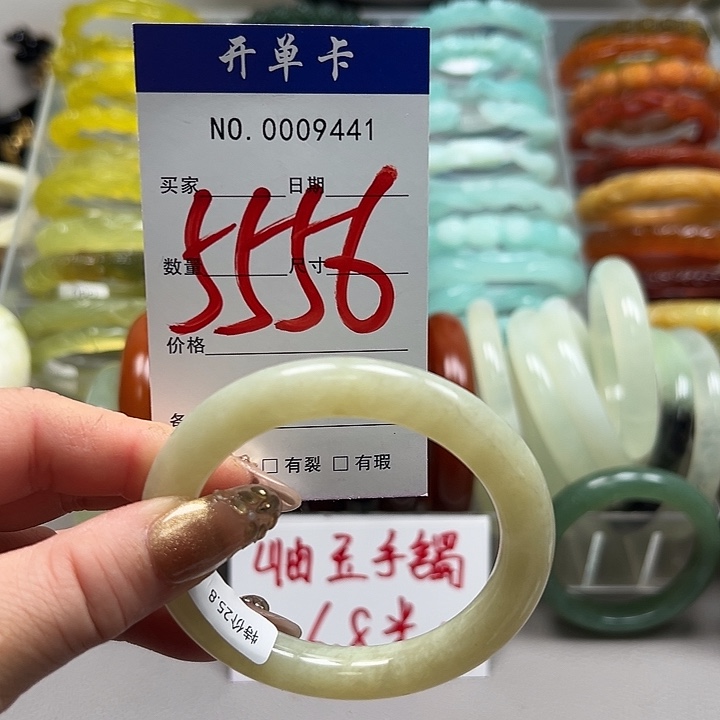 开单卡
NO.0009441
买家 日期
5556
数量 尺寸
价格
□ 有裂 □ 有瑕
岫玉手镯
特价25.8